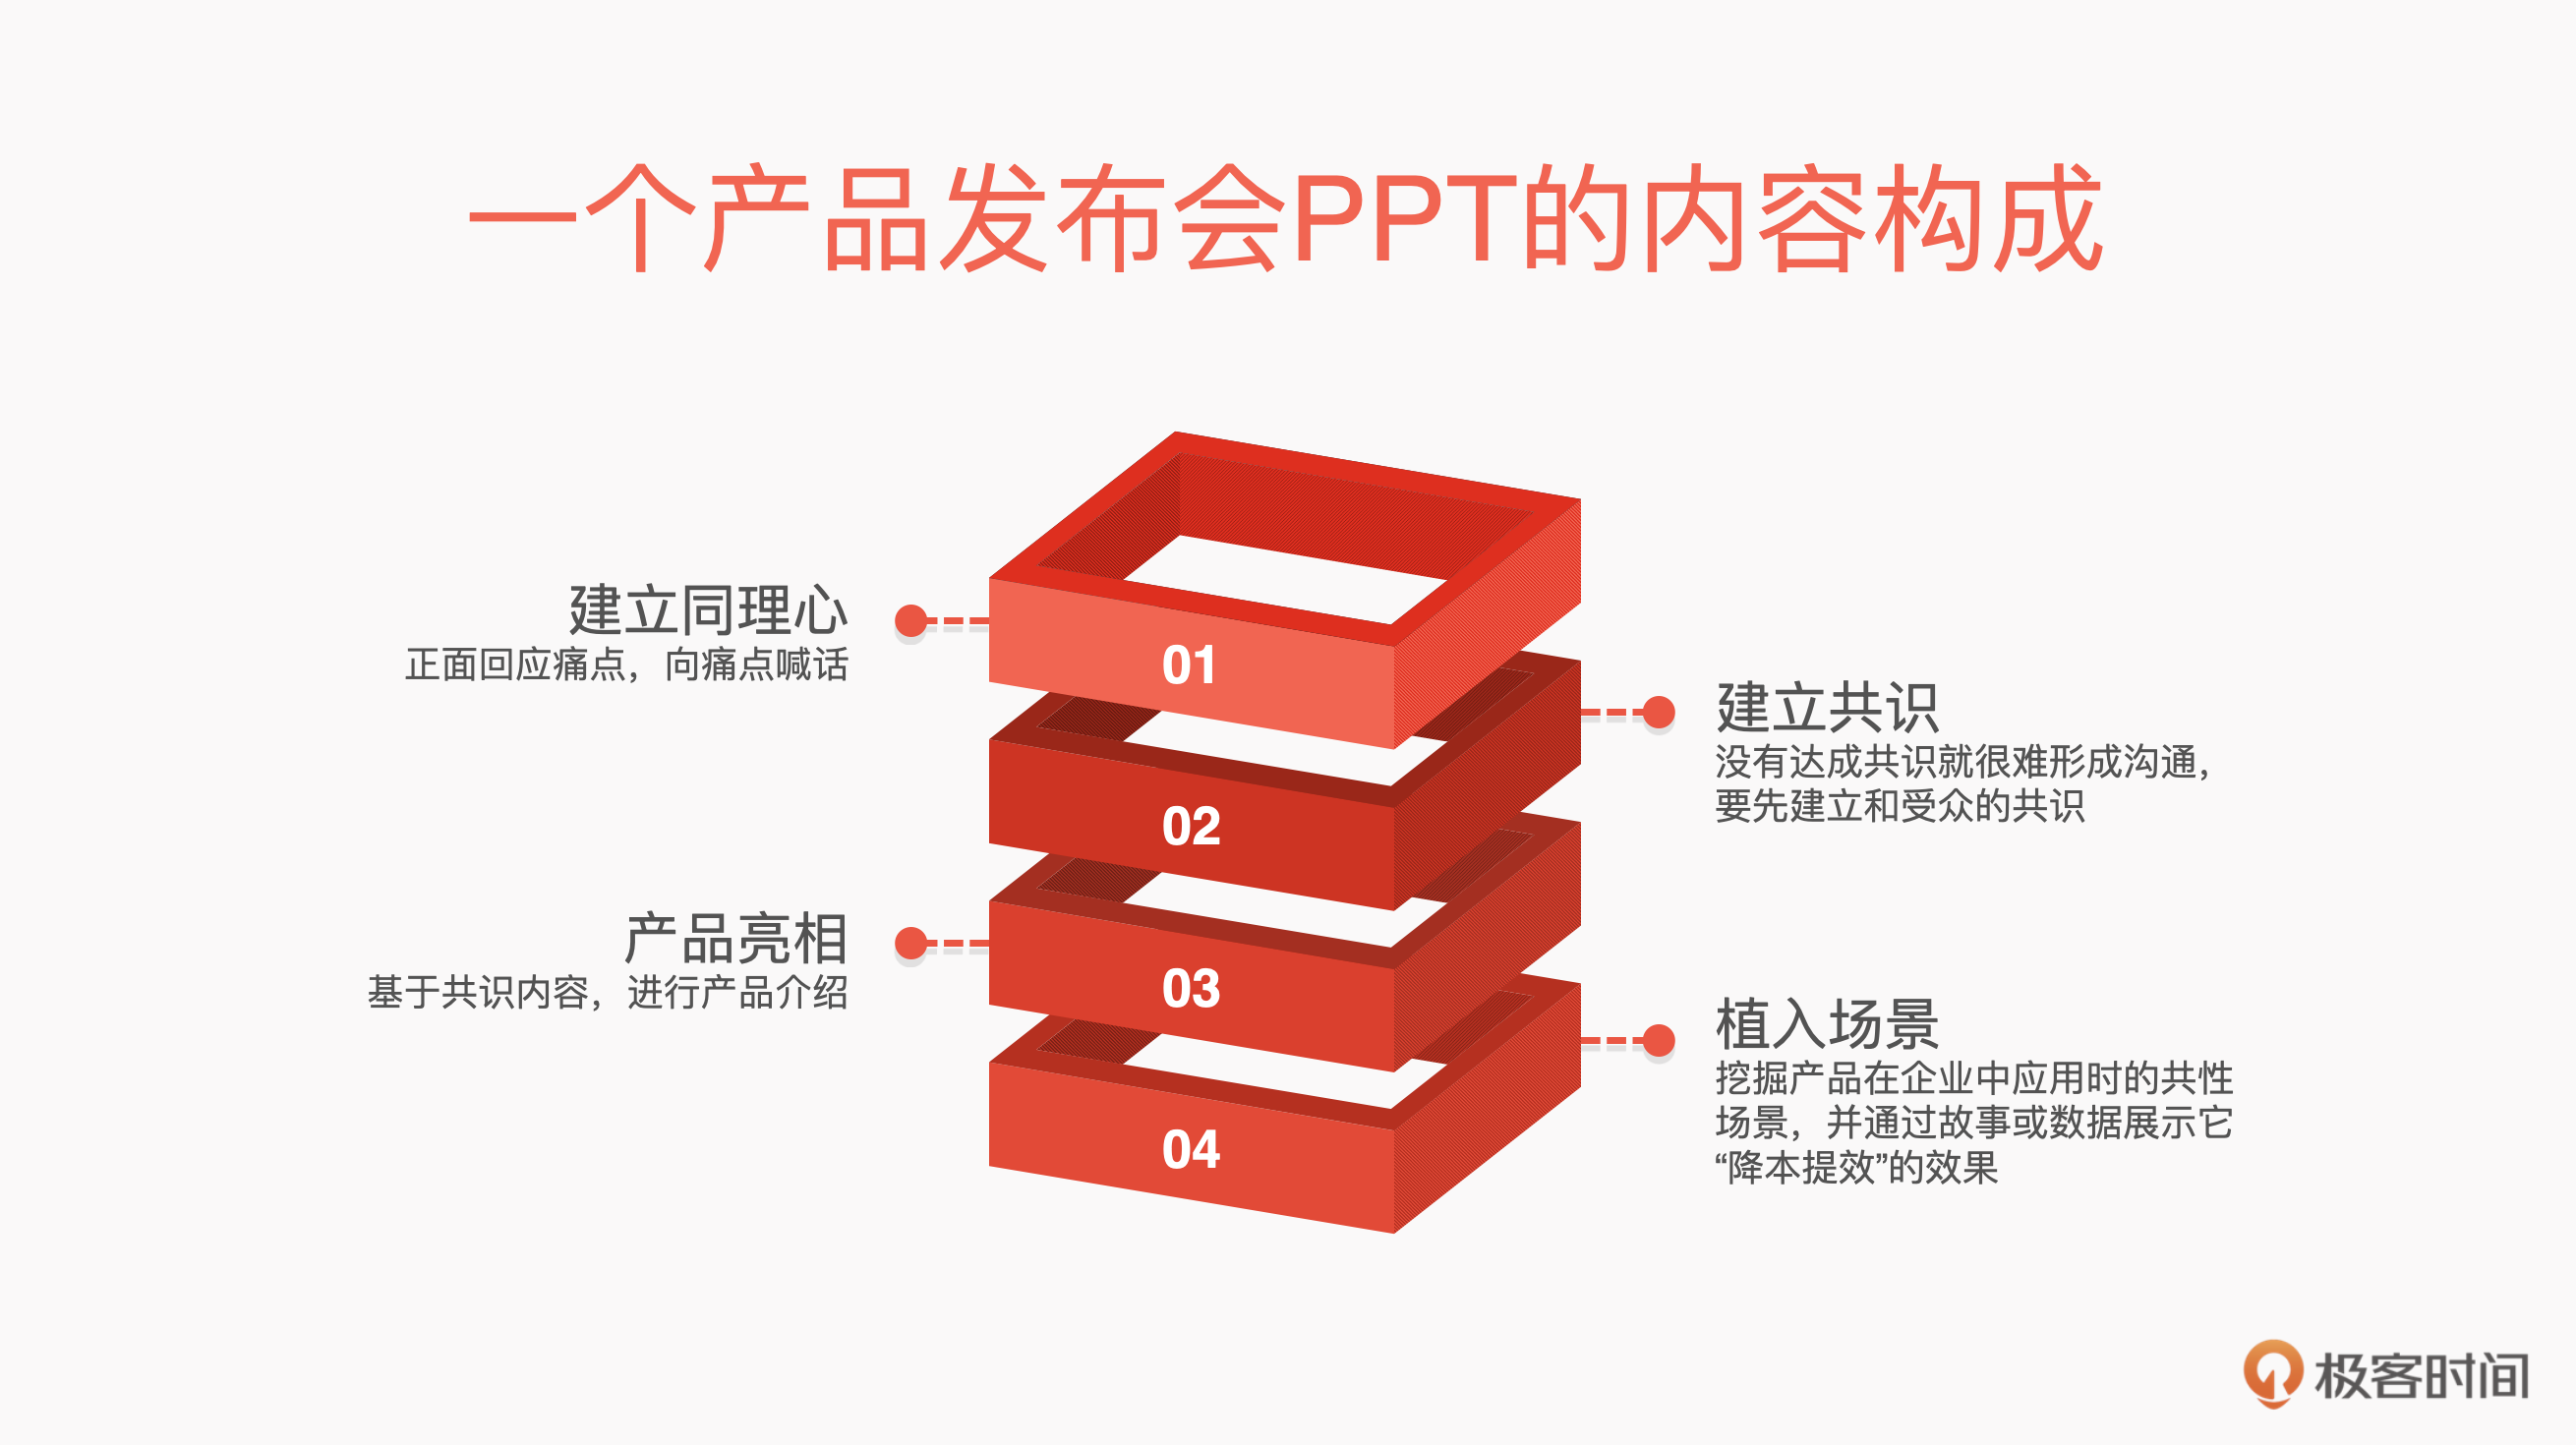 一个产品发布会PPT的内容构成
01
建立同理心
正面回应痛点，向痛点喊话
02
建立共识
没有达成共识就很难形成沟通，
要先建立和受众的共识
03
产品亮相
基于共识内容，进行产品介绍
04
植入场景
挖掘产品在企业中应用时的共性
场景，并通过故事或数据展示它
“降本提效”的效果
极客时间